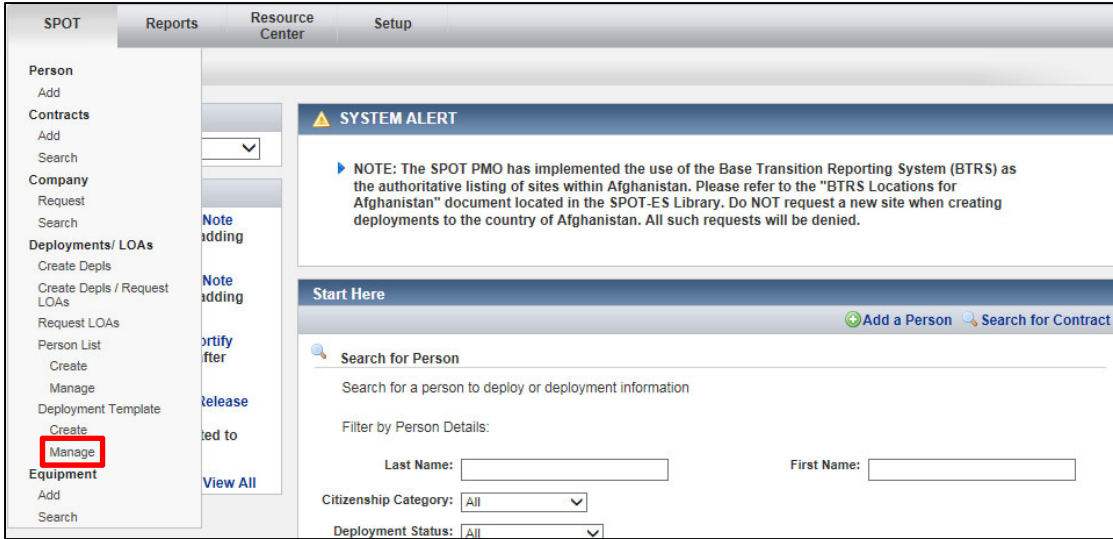 SPOT
Reports
Resource
Center
Setup
Person
Add
Contracts
Add
Search
Company
Request
Search
Deployments/ LOAs
Create Depls
Create Depls / Request
LOAs
Request LOAs
Person List
Create
Manage
Deployment Template
Create
Manage
Equipment
Add
Search
Note
adding
Note
adding
ortify
fter
Release
ted to
View All
SYSTEM ALERT
NOTE: The SPOT PMO has implemented the use of the Base Transition Reporting System (BTRS) as
the authoritative listing of sites within Afghanistan. Please refer to the "BTRS Locations for
Afghanistan" document located in the SPOT-ES Library. Do NOT request a new site when creating
deployments to the country of Afghanistan. All such requests will be denied.
Start Here
Add a Person
Search for Contract
Search for Person
Search for a person to deploy or deployment information
Filter by Person Details:
Last Name:
First Name:
Citizenship Category: All
Deployment Status: All